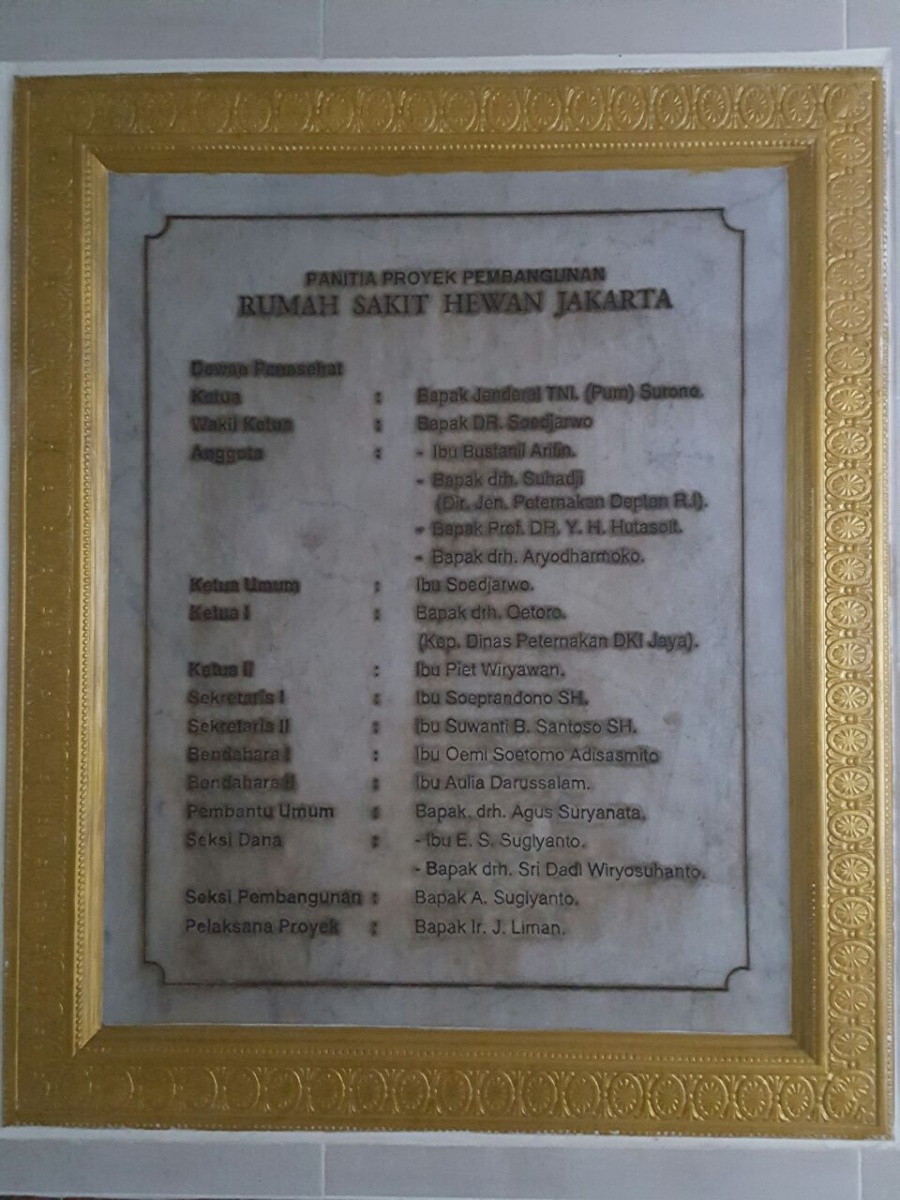 PANITIA PROYEK PEMBANGUNAN
RUMAH SAKIT HEWAN JAKARTA
Dewan Penasehat
Ketua : Bapak Jenderal TNI. (Purn) Surono.
Wakil Ketua : Bapak DR. Soedjarwo
Anggota : - Ibu Bustanil Arifin.
- Bapak drh. Suhadji
(Dir. Jen. Peternakan Deptan R.I).
- Bapak Prof. DR. Y. H. Hutasoit.
- Bapak drh. Aryodharmoko.
Ketua Umum : Ibu Soedjarwo.
Ketua I : Bapak drh. Oetoro.
(Kep. Dinas Peternakan DKI Jaya).
Ketua II : Ibu Piet Wiryawan.
Sekretaris I : Ibu Soeprandono SH.
Sekretaris II : Ibu Suwanti B. Santoso SH.
Bendahara I : Ibu Oemi Soetomo Adisasmito
Bendahara II : Ibu Aulia Darussalam.
Pembantu Umum : Bapak. drh. Agus Suryanata.
Seksi Dana : - Ibu E. S. Sugiyanto.
- Bapak drh. Sri Dadi Wiryosuhanto.
Seksi Pembangunan : Bapak A. Sugiyanto.
Pelaksana Proyek : Bapak Ir. J. Liman.